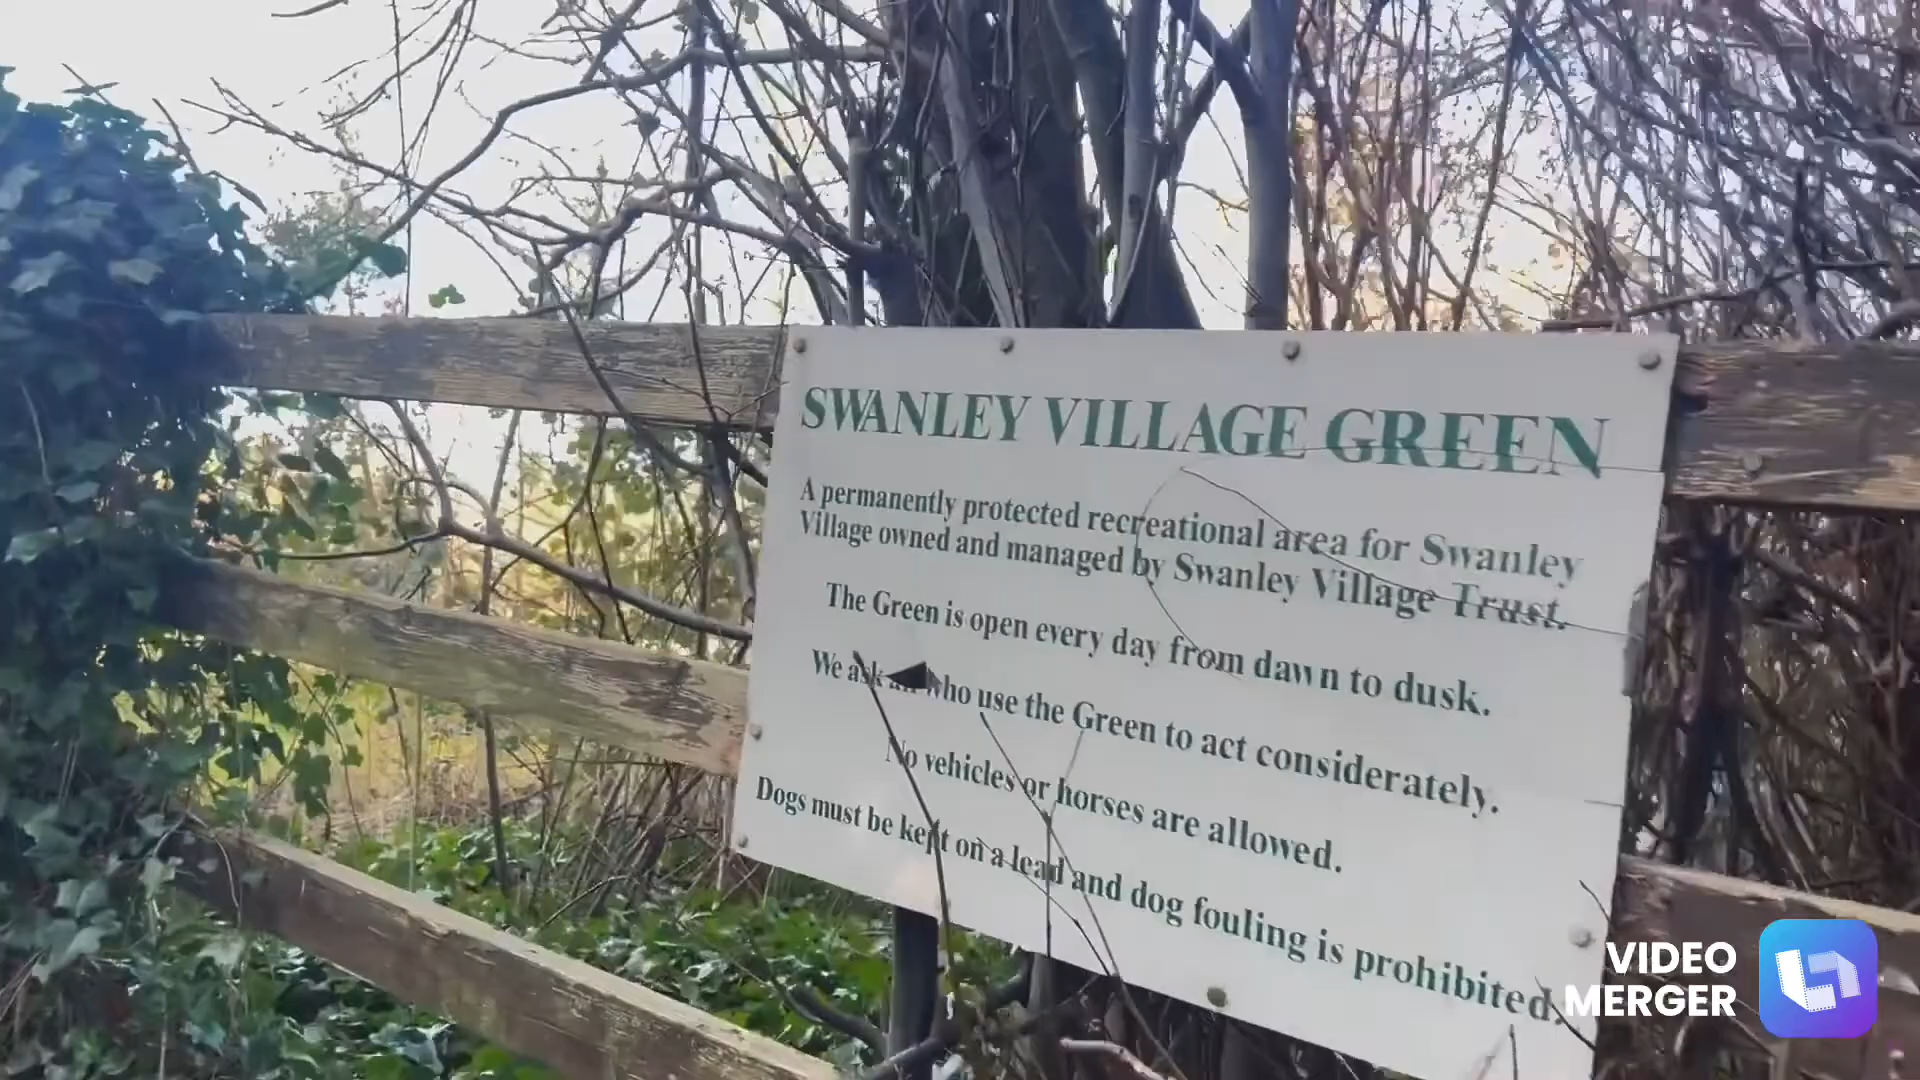 SWANLEY VILLAGE GREEN
A permanently protected recreational area for Swanley
Village owned and managed by Swanley Village Trust.
The Green is open every day from dawn to dusk.
We ask all who use the Green to act considerately.
No vehicles or horses are allowed.
Dogs must be kept on a lead and dog fouling is prohibited.
VIDEO
MERGER